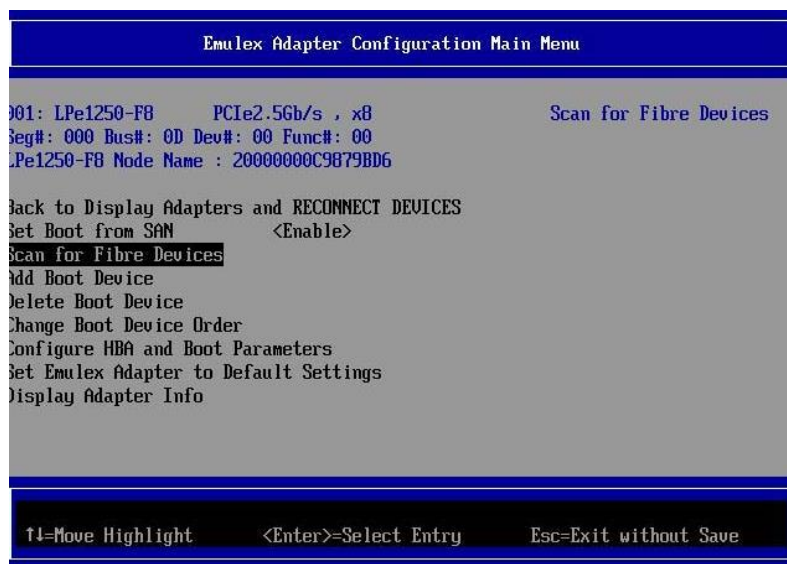 Emulex Adapter Configuration Main Menu
001: LPe1250-F8 PCIe2.5Gb/s , x8 Scan for Fibre Devices
Seg#: 000 Bus#: 0D Dev#: 00 Func#: 00
LPe1250-F8 Node Name : 20000000C9879BD6
Back to Display Adapters and RECONNECT DEVICES
Set Boot from SAN <Enable>
Scan for Fibre Devices
Add Boot Device
Delete Boot Device
Change Boot Device Order
Configure HBA and Boot Parameters
Set Emulex Adapter to Default Settings
Display Adapter Info
↑↓=Move Highlight <Enter>=Select Entry Esc=Exit without Save